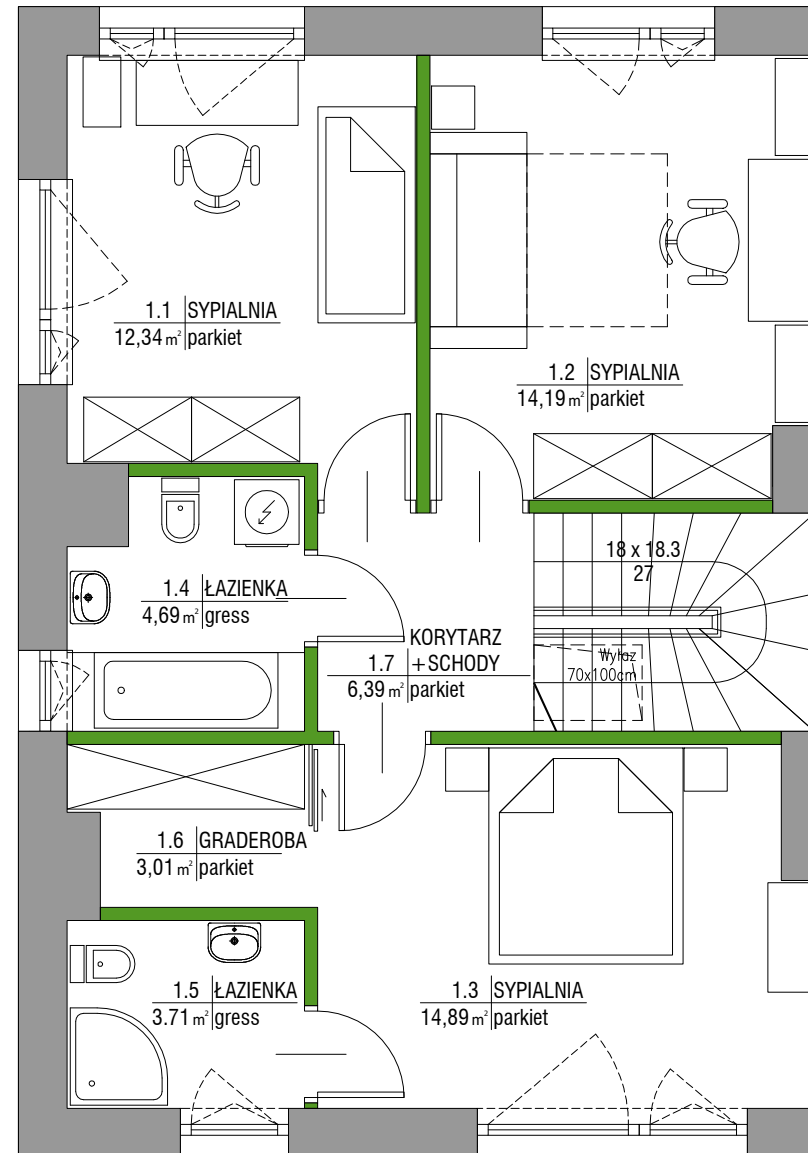 1.1 SYPIALNIA
12,34 m² parkiet
1.2 SYPIALNIA
14,19 m² parkiet
18 x 18.3
27
1.4 ŁAZIENKA
4,69 m² gress
KORYTARZ
1.7 +SCHODY
6,39 m² parkiet
Wyłaz
70x100cm
1.6 GRADEROBA
3,01 m² parkiet
1.5 ŁAZIENKA
3.71 m² gress
1.3 SYPIALNIA
14,89 m² parkiet